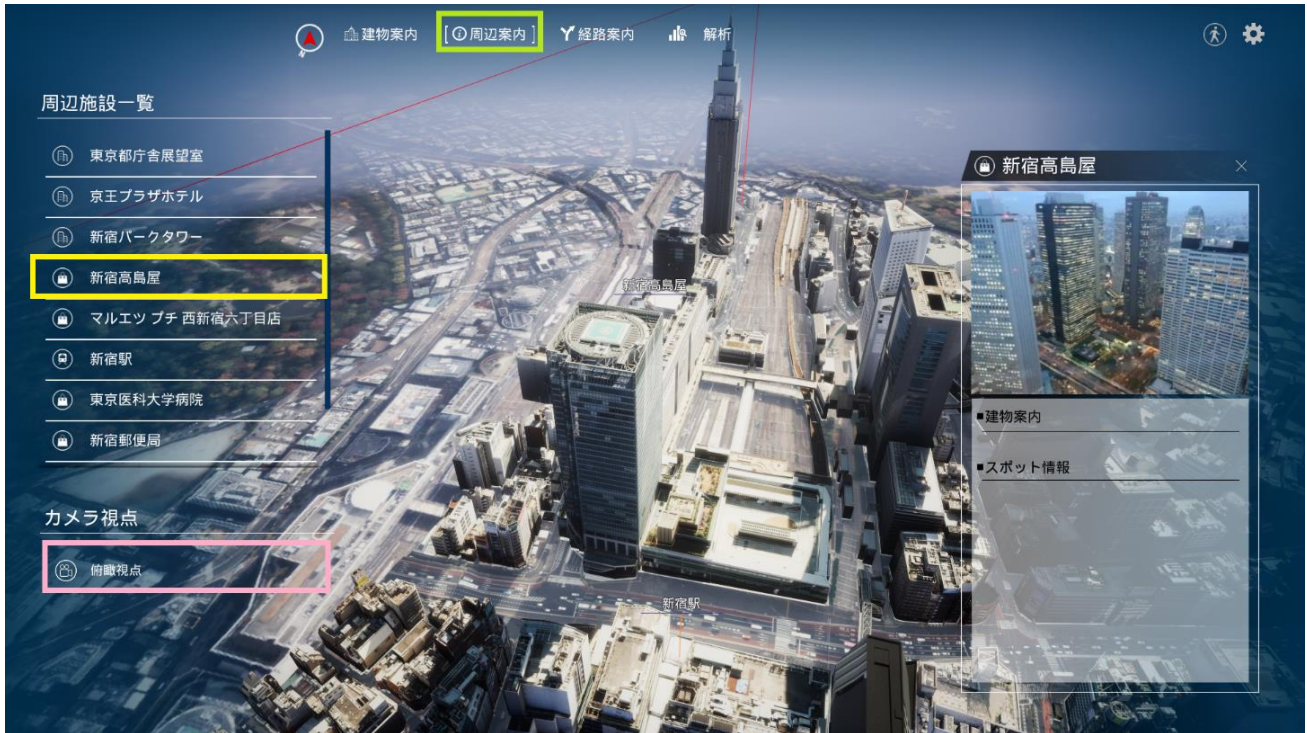 N
建物案内
[周辺案内]
経路案内
解析
周辺施設一覧
東京都庁舎展望室
京王プラザホテル
新宿パークタワー
新宿高島屋
マルエツ プチ 西新宿六丁目店
新宿駅
東京医科大学病院
新宿郵便局
カメラ視点
俯瞰視点
新宿高島屋
新宿駅
新宿高島屋
■建物案内
■スポット情報